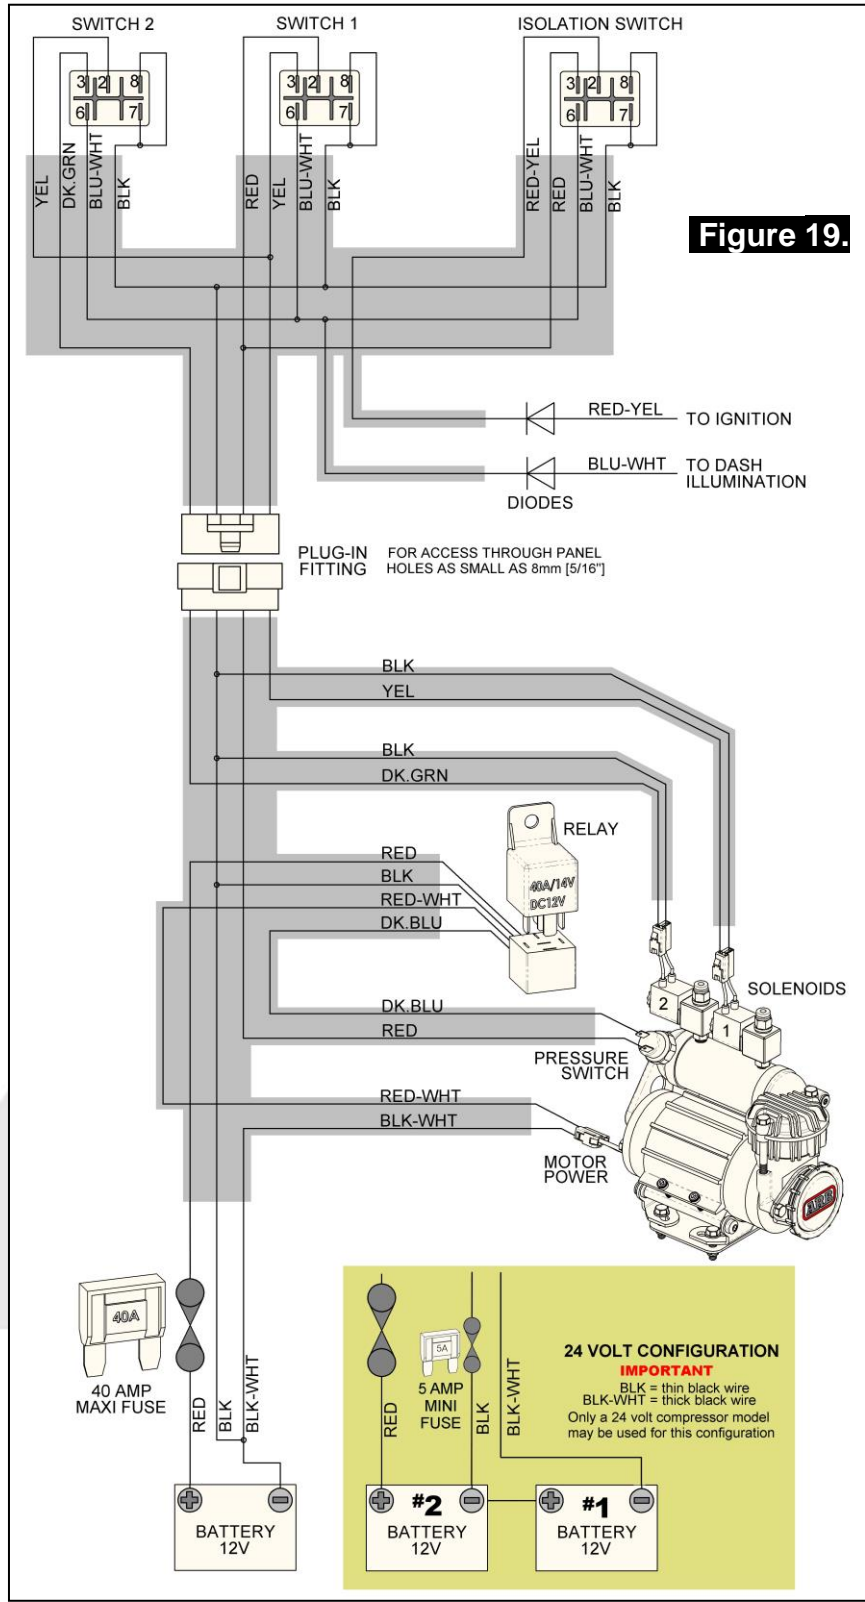 SWITCH 2
SWITCH 1
ISOLATION SWITCH
3 2 8
6 7
3 2 8
6 7
3 2 8
6 7
YEL
DK.GRN
BLU-WHT
BLK
RED
YEL
BLU-WHT
BLK
RED-YEL
RED
BLU-WHT
BLK
Figure 19.
RED-YEL
TO IGNITION
BLU-WHT
TO DASH
ILLUMINATION
DIODES
PLUG-IN
FITTING
FOR ACCESS THROUGH PANEL
HOLES AS SMALL AS 8mm [5/16"]
BLK
YEL
BLK
DK.GRN
RELAY
40A/14V
DC12V
RED
BLK
RED-WHT
DK.BLU
SOLENOIDS
2
1
DK.BLU
RED
PRESSURE
SWITCH
RED-WHT
BLK-WHT
MOTOR
POWER
ARB
40A
40 AMP
MAXI FUSE
RED
BLK
BLK-WHT
BATTERY
12V
5A
5 AMP
MINI
FUSE
RED
BLK
BLK-WHT
24 VOLT CONFIGURATION
IMPORTANT
BLK = thin black wire
BLK-WHT = thick black wire
Only a 24 volt compressor model
may be used for this configuration
#2
BATTERY
12V
#1
BATTERY
12V